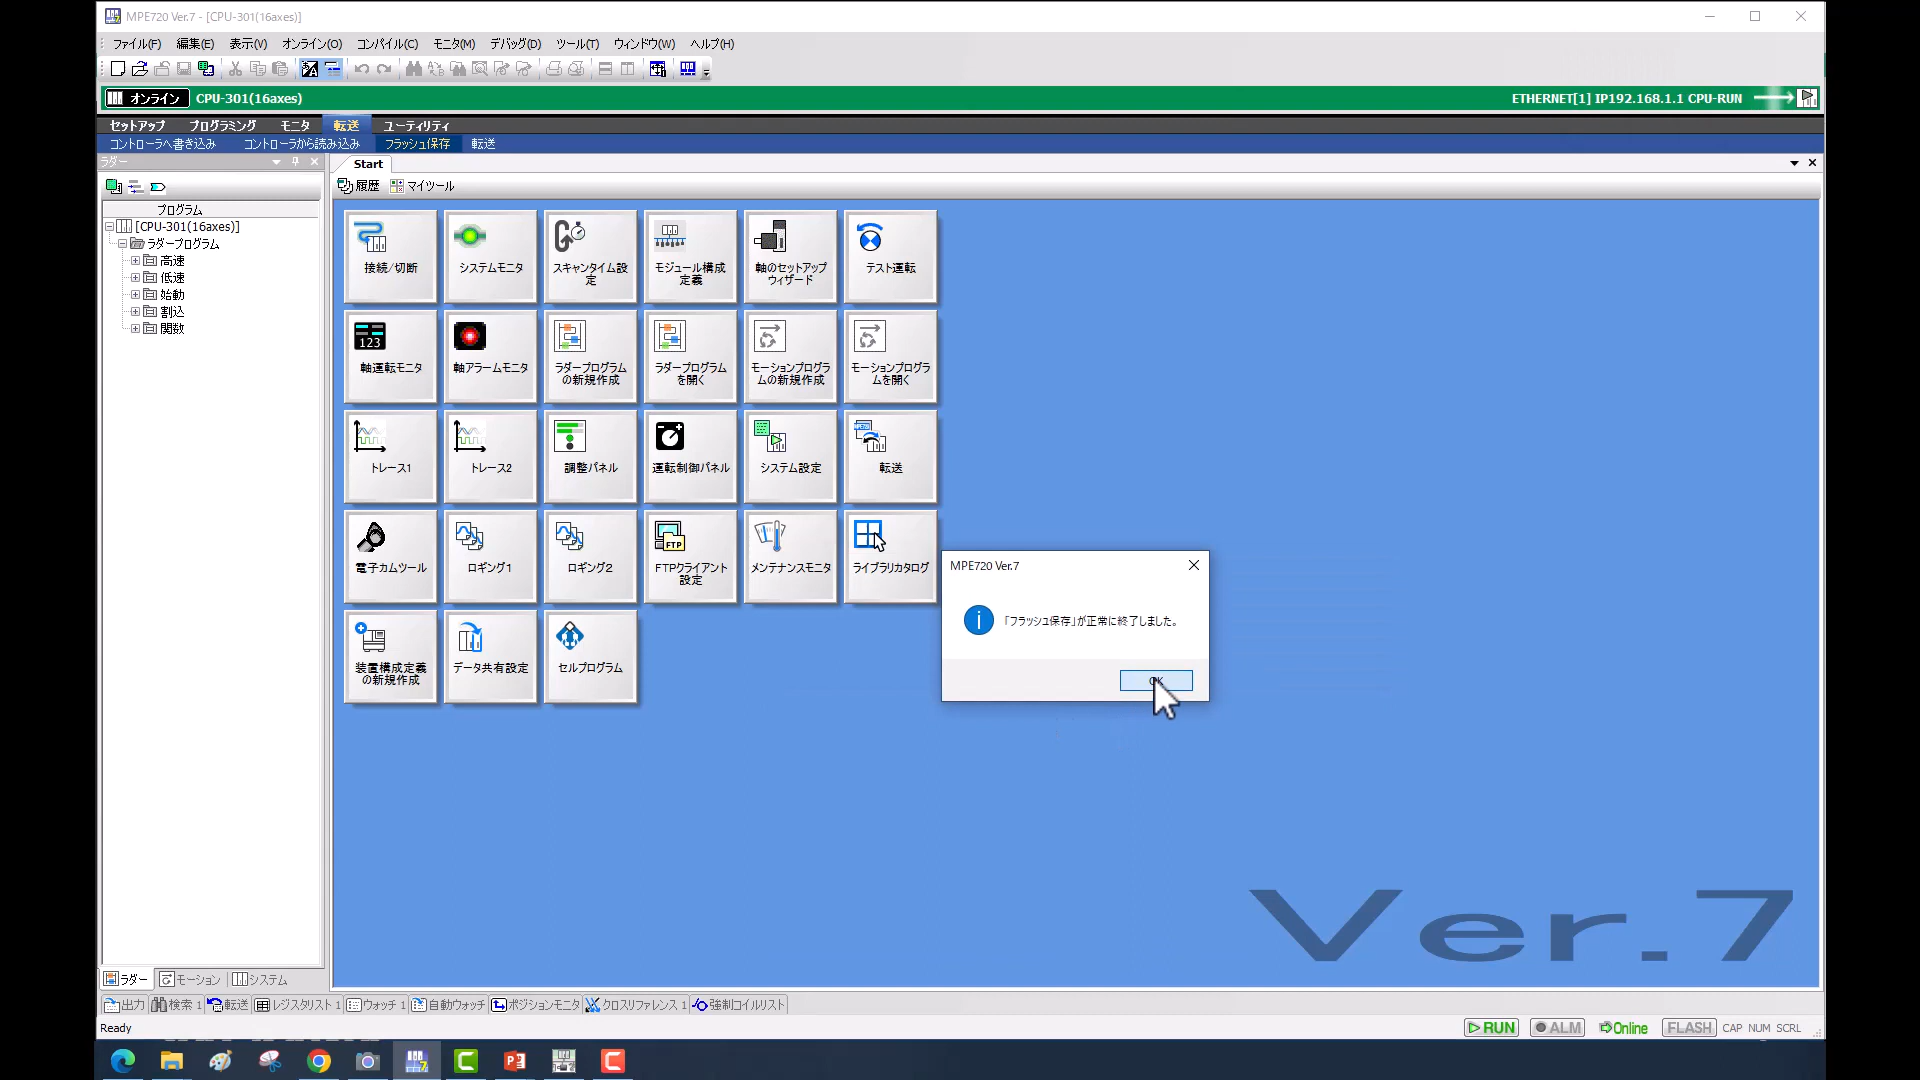 MPE720 Ver.7 - [CPU-301(16axes)]
ファイル(F) 編集(E) 表示(V) オンライン(O) コンパイル(C) モニタ(M) デバッグ(D) ツール(T) ウィンドウ(W) ヘルプ(H)
オンライン CPU-301(16axes) ETHERNET[1] IP192.168.1.1 CPU-RUN
セットアップ プログラミング モニタ 転送 ユーティリティ
コントローラへ書き込み コントローラから読み込み フラッシュ保存 転送
ラダー
Start
履歴 マイツール
プログラム
[CPU-301(16axes)]
ラダープログラム
高速
低速
始動
割込
関数
接続/切断
システムモニタ
スキャンタイム設
定
モジュール構成
定義
軸のセットアップ
ウィザード
テスト運転
123
軸運転モニタ
軸アラームモニタ
ラダープログラム
の新規作成
ラダープログラム
を開く
モーションプログラ
ムの新規作成
モーションプログラ
ムを開く
トレース1
トレース2
調整パネル
運転制御パネル
システム設定
転送
電子カムツール
ロギング1
ロギング2
FTP
FTPクライアント
設定
メンテナンスモニタ
ライブラリカタログ
装置構成定義
の新規作成
データ共有設定
セルプログラム
MPE720 Ver.7
「フラッシュ保存」が正常に終了しました。
OK
Ver.7
ラダー モーション システム
出力 検索 1 転送 レジスタリスト 1 ウォッチ 1 自動ウォッチ ポジションモニタ クロスリファレンス 1 強制コイルリスト
Ready RUN ALM Online FLASH CAP NUM SCRL